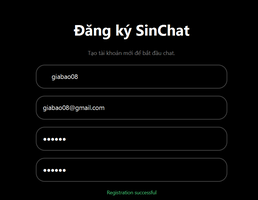 Đăng ký SinChat
Tạo tài khoản mới để bắt đầu chat.
giabao08
giabao08@gmail.com
••••••
••••••
Registration successful